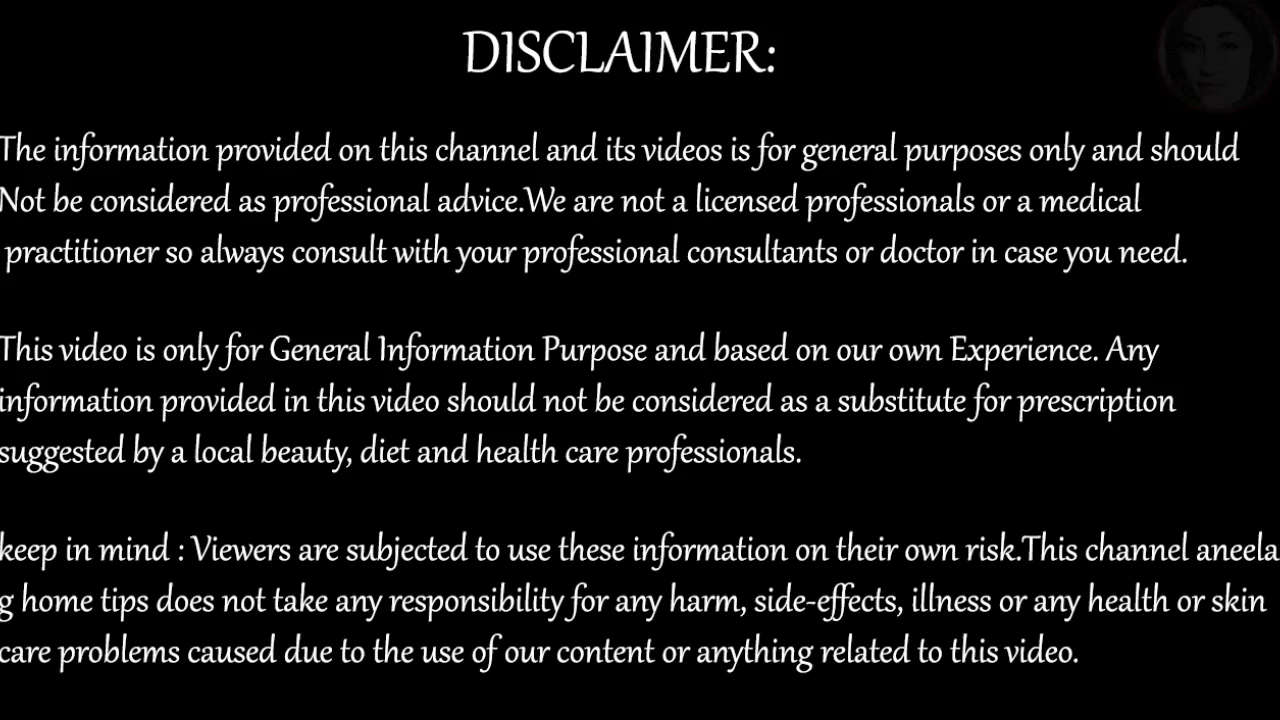 DISCLAIMER:
The information provided on this channel and its videos is for general purposes only and should
Not be considered as professional advice.We are not a licensed professionals or a medical
practitioner so always consult with your professional consultants or doctor in case you need.
This video is only for General Information Purpose and based on our own Experience. Any
information provided in this video should not be considered as a substitute for prescription
suggested by a local beauty, diet and health care professionals.
keep in mind : Viewers are subjected to use these information on their own risk.This channel aneela
g home tips does not take any responsibility for any harm, side-effects, illness or any health or skin
care problems caused due to the use of our content or anything related to this video.